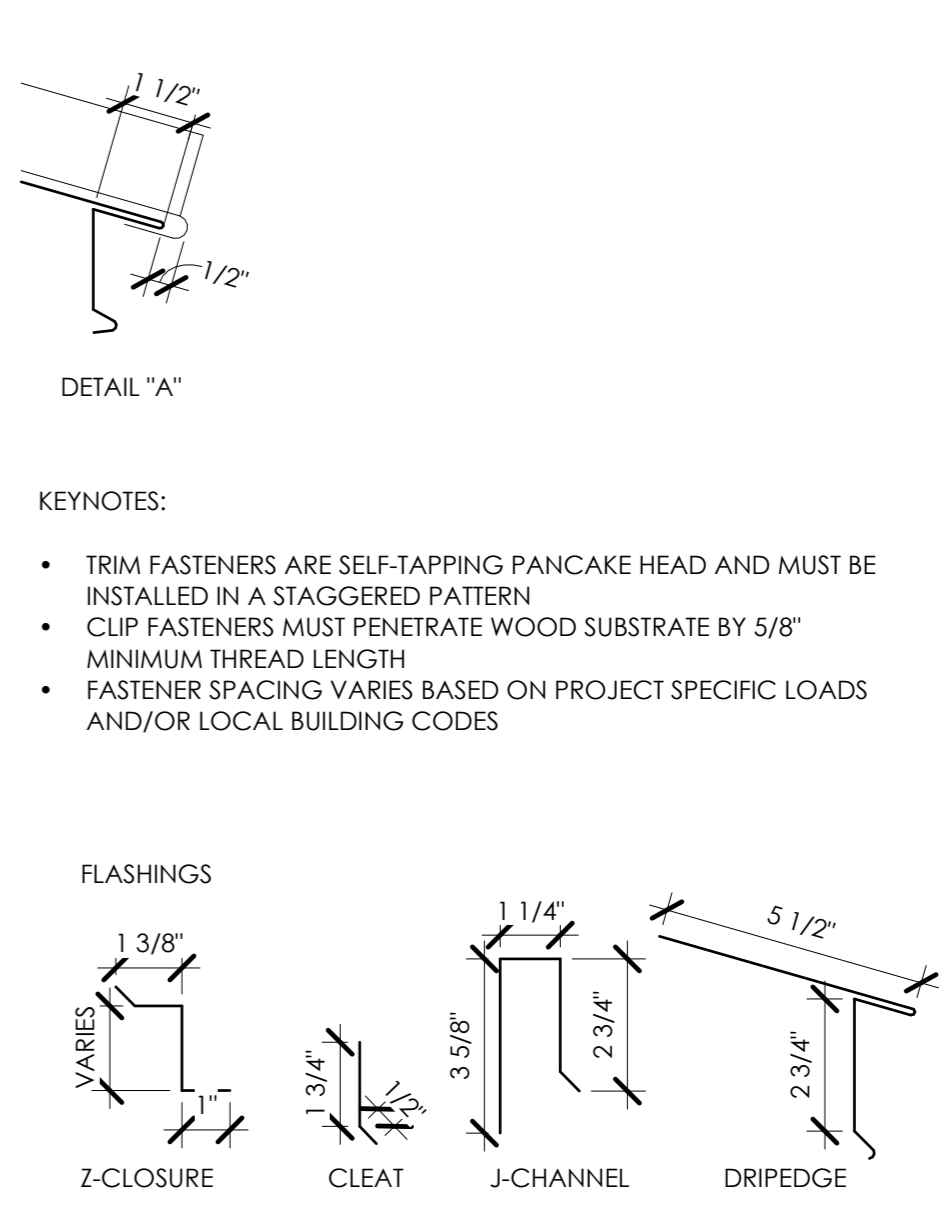 1 1/2"
1/2"
DETAIL "A"
KEYNOTES:
• TRIM FASTENERS ARE SELF-TAPPING PANCAKE HEAD AND MUST BE
INSTALLED IN A STAGGERED PATTERN
• CLIP FASTENERS MUST PENETRATE WOOD SUBSTRATE BY 5/8"
MINIMUM THREAD LENGTH
• FASTENER SPACING VARIES BASED ON PROJECT SPECIFIC LOADS
AND/OR LOCAL BUILDING CODES
FLASHINGS
1 3/8"
VARIES
1"
Z-CLOSURE
1 3/4"
1/2"
CLEAT
1 1/4"
3 5/8"
2 3/4"
J-CHANNEL
5 1/2"
2 3/4"
DRIPEDGE